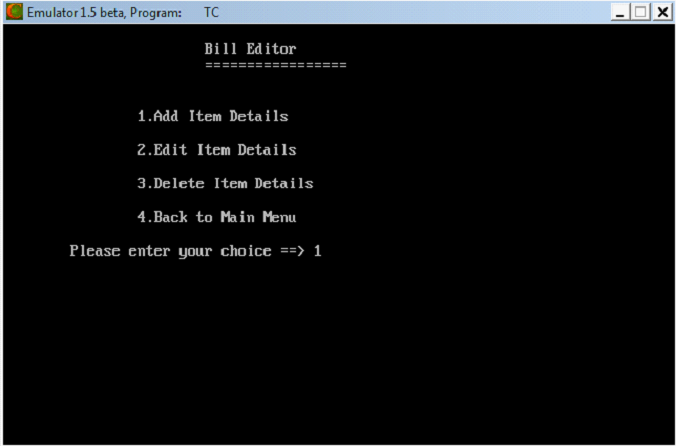 Emulator 1.5 beta, Program: TC
Bill Editor
=================
1.Add Item Details
2.Edit Item Details
3.Delete Item Details
4.Back to Main Menu
Please enter your choice ==> 1